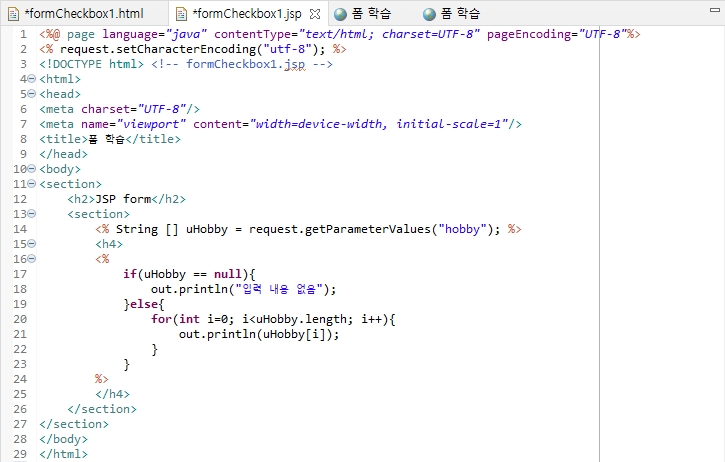 *formCheckbox1.html *formCheckbox1.jsp 폼 학습 폼 학습
1 <%@ page language="java" contentType="text/html; charset=UTF-8" pageEncoding="UTF-8"%>
2 <% request.setCharacterEncoding("utf-8"); %>
3 <!DOCTYPE html> <!-- formCheckbox1.jsp -->
4 <html>
5 <head>
6 <meta charset="UTF-8"/>
7 <meta name="viewport" content="width=device-width, initial-scale=1"/>
8 <title>폼 학습</title>
9 </head>
10 <body>
11 <section>
12     <h2>JSP form</h2>
13     <section>
14         <% String [] uHobby = request.getParameterValues("hobby"); %>
15         <h4>
16         <%
17             if(uHobby == null){
18                 out.println("입력 내용 없음");
19             }else{
20                 for(int i=0; i<uHobby.length; i++){
21                     out.println(uHobby[i]);
22                 }
23             }
24         %>
25         </h4>
26     </section>
27 </section>
28 </body>
29 </html>